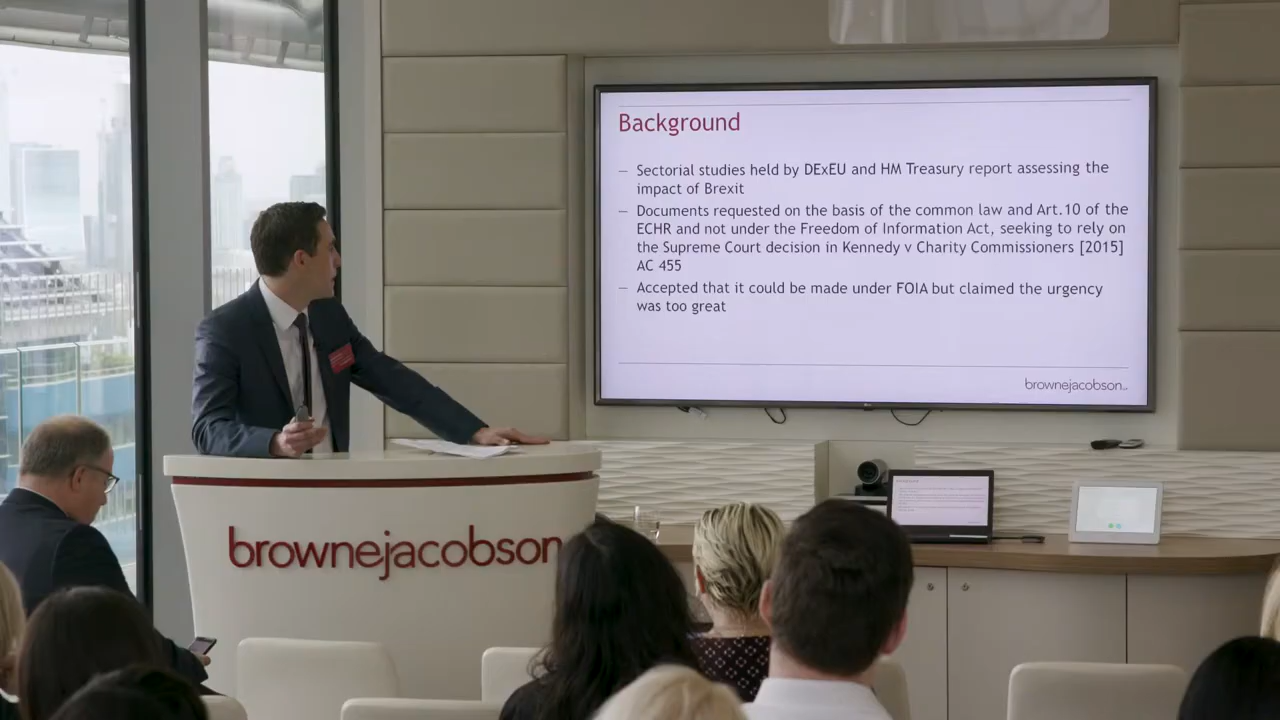 Background
— Sectorial studies held by DExEU and HM Treasury report assessing the
impact of Brexit
— Documents requested on the basis of the common law and Art.10 of the
ECHR and not under the Freedom of Information Act, seeking to rely on
the Supreme Court decision in Kennedy v Charity Commissioners [2015]
AC 455
— Accepted that it could be made under FOIA but claimed the urgency
was too great
brownejacobson
brownejacobson